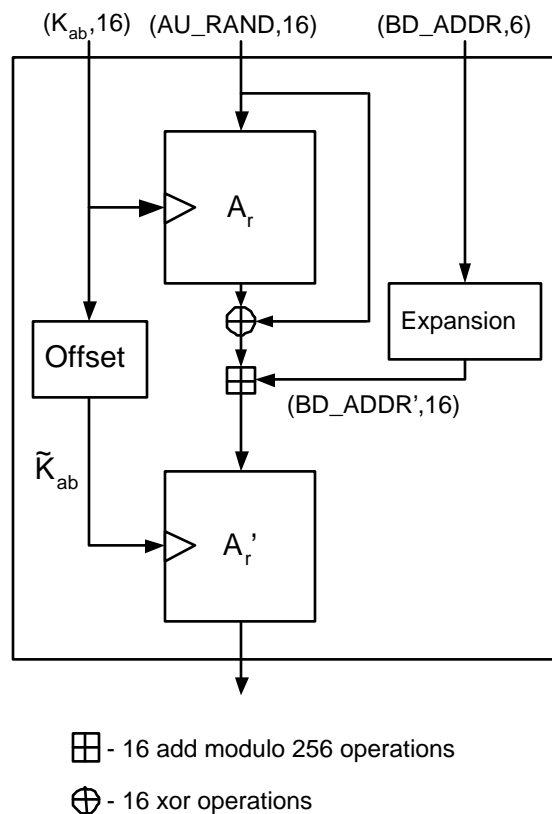 (K_ab,16) (AU_RAND,16) (BD_ADDR,6)
A_r
Expansion
Offset
(BD_ADDR’,16)
K̃_ab
A_r’
- 16 add modulo 256 operations
- 16 xor operations